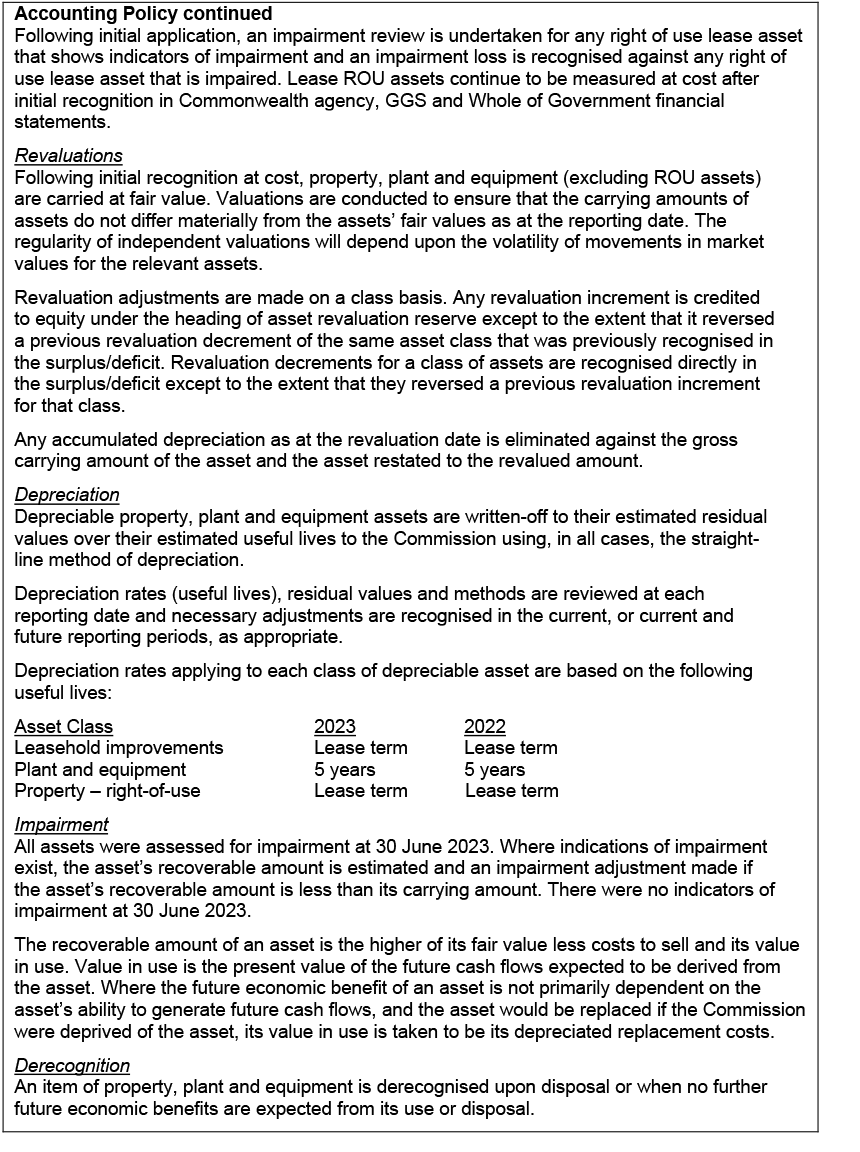 Accounting Policy continued
Following initial application, an impairment review is undertaken for any right of use lease asset
that shows indicators of impairment and an impairment loss is recognised against any right of
use lease asset that is impaired. Lease ROU assets continue to be measured at cost after
initial recognition in Commonwealth agency, GGS and Whole of Government financial
statements.
Revaluations
Following initial recognition at cost, property, plant and equipment (excluding ROU assets)
are carried at fair value. Valuations are conducted to ensure that the carrying amounts of
assets do not differ materially from the assets’ fair values as at the reporting date. The
regularity of independent valuations will depend upon the volatility of movements in market
values for the relevant assets.
Revaluation adjustments are made on a class basis. Any revaluation increment is credited
to equity under the heading of asset revaluation reserve except to the extent that it reversed
a previous revaluation decrement of the same asset class that was previously recognised in
the surplus/deficit. Revaluation decrements for a class of assets are recognised directly in
the surplus/deficit except to the extent that they reversed a previous revaluation increment
for that class.
Any accumulated depreciation as at the revaluation date is eliminated against the gross
carrying amount of the asset and the asset restated to the revalued amount.
Depreciation
Depreciable property, plant and equipment assets are written-off to their estimated residual
values over their estimated useful lives to the Commission using, in all cases, the straight-
line method of depreciation.
Depreciation rates (useful lives), residual values and methods are reviewed at each
reporting date and necessary adjustments are recognised in the current, or current and
future reporting periods, as appropriate.
Depreciation rates applying to each class of depreciable asset are based on the following
useful lives:
Asset Class 2023 2022
Leasehold improvements Lease term Lease term
Plant and equipment 5 years 5 years
Property – right-of-use Lease term Lease term
Impairment
All assets were assessed for impairment at 30 June 2023. Where indications of impairment
exist, the asset’s recoverable amount is estimated and an impairment adjustment made if
the asset’s recoverable amount is less than its carrying amount. There were no indicators of
impairment at 30 June 2023.
The recoverable amount of an asset is the higher of its fair value less costs to sell and its value
in use. Value in use is the present value of the future cash flows expected to be derived from
the asset. Where the future economic benefit of an asset is not primarily dependent on the
asset’s ability to generate future cash flows, and the asset would be replaced if the Commission
were deprived of the asset, its value in use is taken to be its depreciated replacement costs.
Derecognition
An item of property, plant and equipment is derecognised upon disposal or when no further
future economic benefits are expected from its use or disposal.